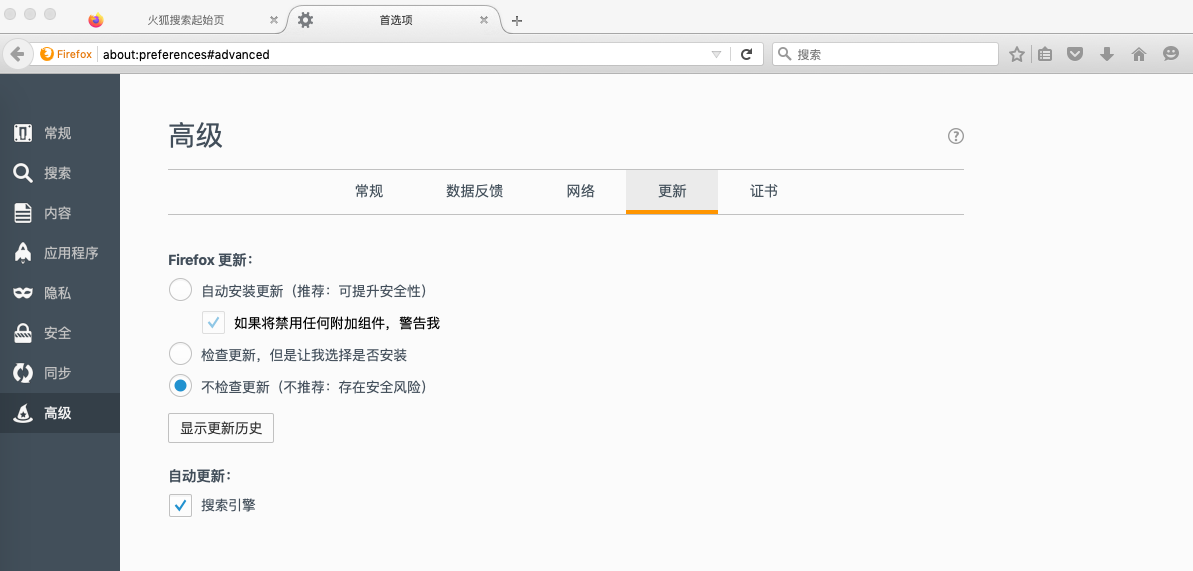 火狐搜索起始页
首选项
Firefox
about:preferences#advanced
搜索
常规
搜索
内容
应用程序
隐私
安全
同步
高级
高级
常规 数据反馈 网络 更新 证书
Firefox 更新：
自动安装更新（推荐：可提升安全性）
如果将禁用任何附加组件，警告我
检查更新，但是让我选择是否安装
不检查更新（不推荐：存在安全风险）
显示更新历史
自动更新：
搜索引擎